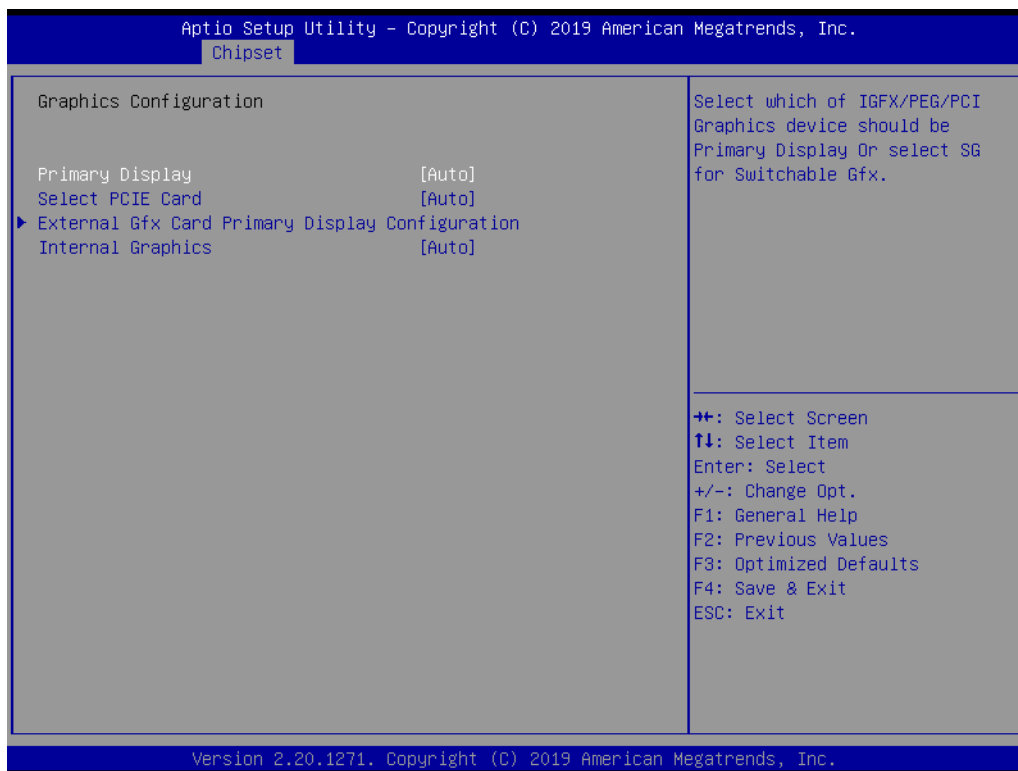 Aptio Setup Utility – Copyright (C) 2019 American Megatrends, Inc.
Chipset
Graphics Configuration
Primary Display [Auto]
Select PCIE Card [Auto]
▶ External Gfx Card Primary Display Configuration
Internal Graphics [Auto]
Select which of IGFX/PEG/PCI
Graphics device should be
Primary Display Or select SG
for Switchable Gfx.
→←: Select Screen
↑↓: Select Item
Enter: Select
+/-: Change Opt.
F1: General Help
F2: Previous Values
F3: Optimized Defaults
F4: Save & Exit
ESC: Exit
Version 2.20.1271. Copyright (C) 2019 American Megatrends, Inc.